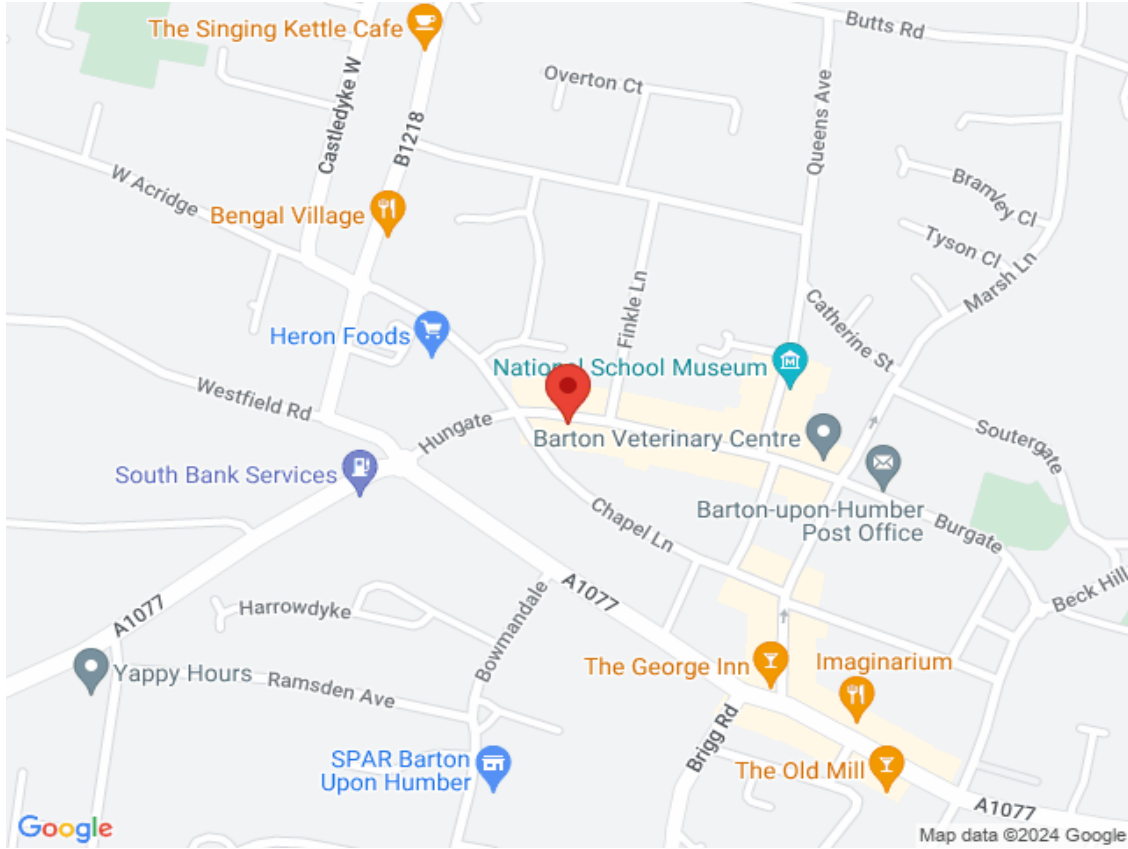 The Singing Kettle Cafe
Butts Rd
Overton Ct
Castledyke W
B1218
Queens Ave
W Acridge
Bramley Cl
Bengal Village
Tyson Cl
Marsh Ln
Finkle Ln
Catherine St
Heron Foods
National School Museum
Westfield Rd
Hungate
Barton Veterinary Centre
Soutergate
South Bank Services
Chapel Ln
Barton-upon-Humber
Post Office
Burgate
Beck Hill
A1077
A1077
Harrowdyke
Bowmandale
The George Inn
Imaginarium
Yappy Hours
Ramsden Ave
Brigg Rd
SPAR Barton
Upon Humber
The Old Mill
A1077
Google
Map data ©2024 Google